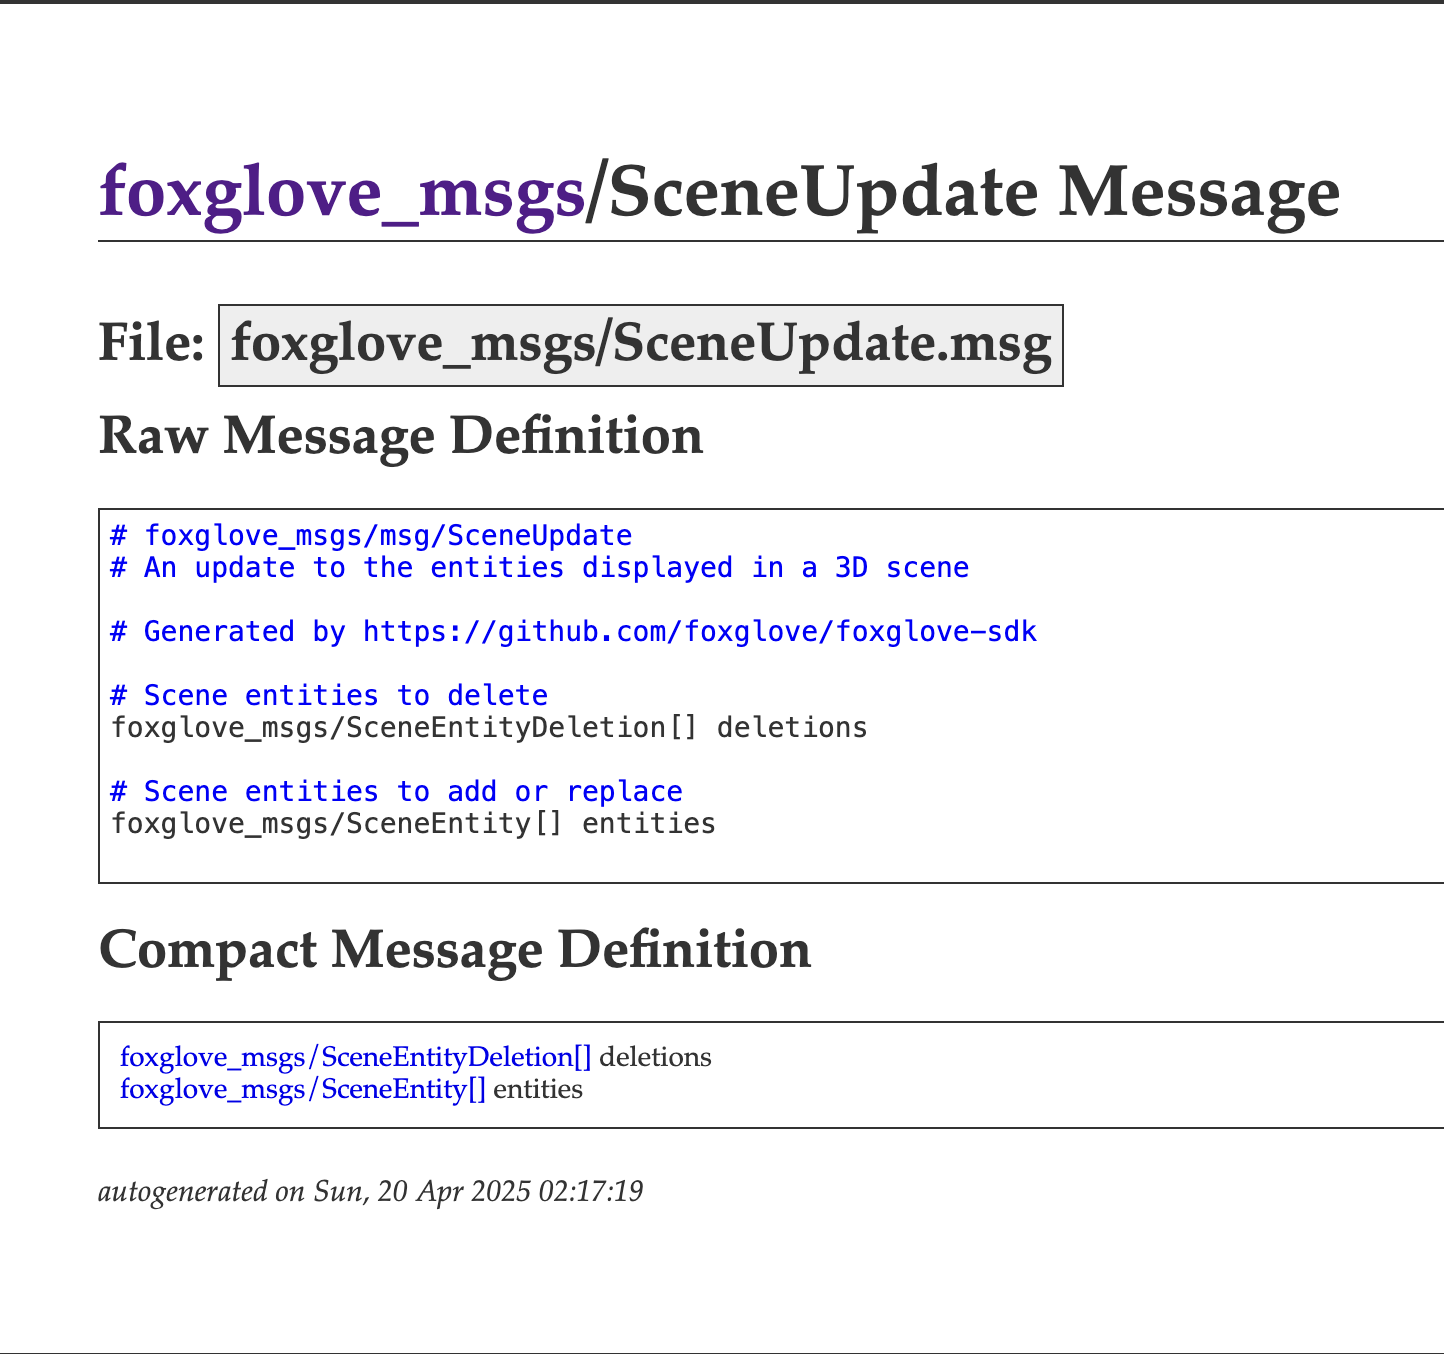 foxglove_msgs/SceneUpdate Message
File: foxglove_msgs/SceneUpdate.msg
Raw Message Definition
# foxglove_msgs/msg/SceneUpdate
# An update to the entities displayed in a 3D scene
# Generated by https://github.com/foxglove/foxglove-sdk
# Scene entities to delete
foxglove_msgs/SceneEntityDeletion[] deletions
# Scene entities to add or replace
foxglove_msgs/SceneEntity[] entities
Compact Message Definition
foxglove_msgs/SceneEntityDeletion[] deletions
foxglove_msgs/SceneEntity[] entities
autogenerated on Sun, 20 Apr 2025 02:17:19